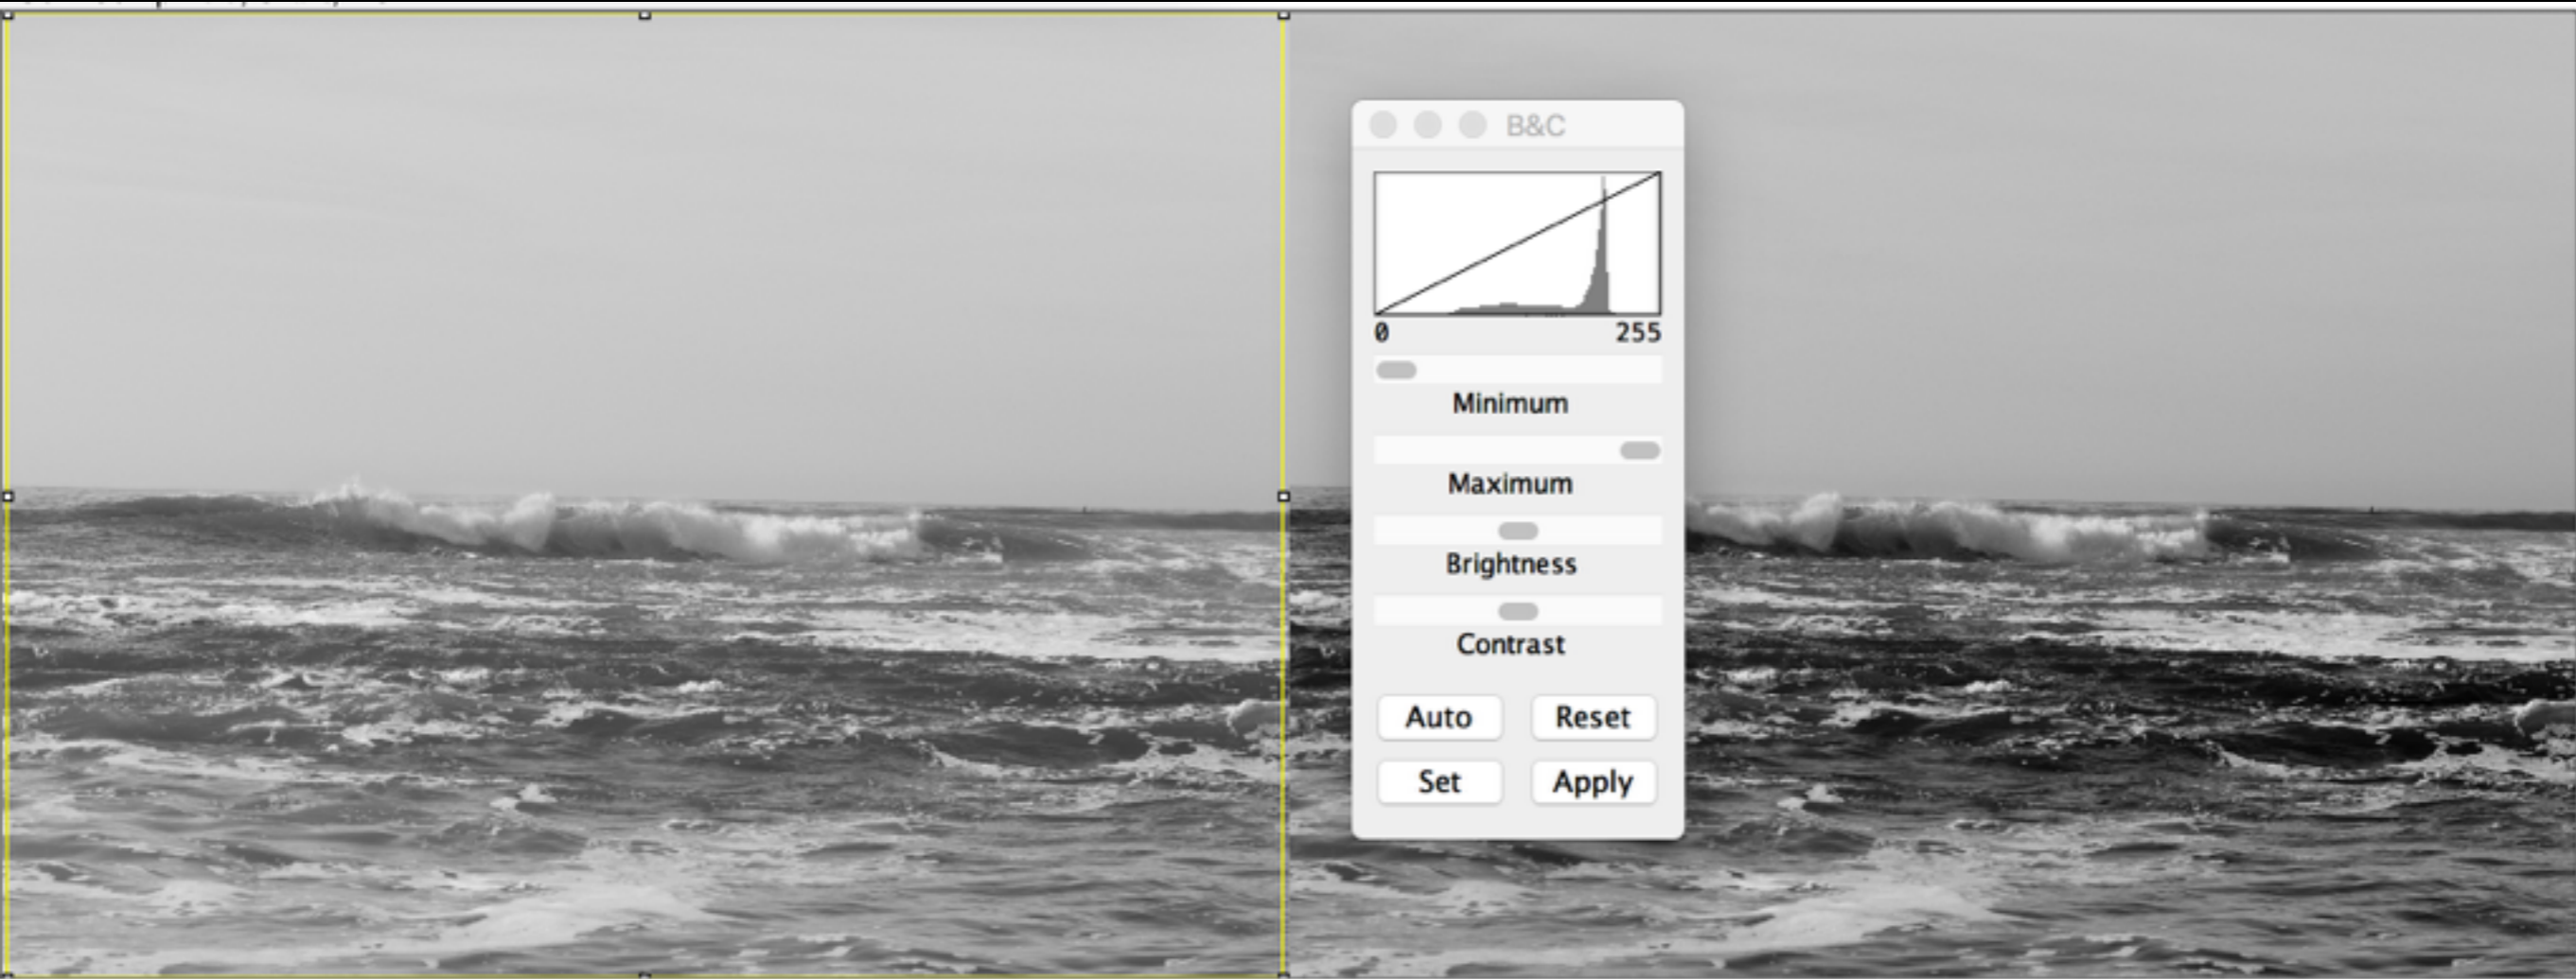 B&C
0 255
Minimum
Maximum
Brightness
Contrast
Auto Reset
Set Apply